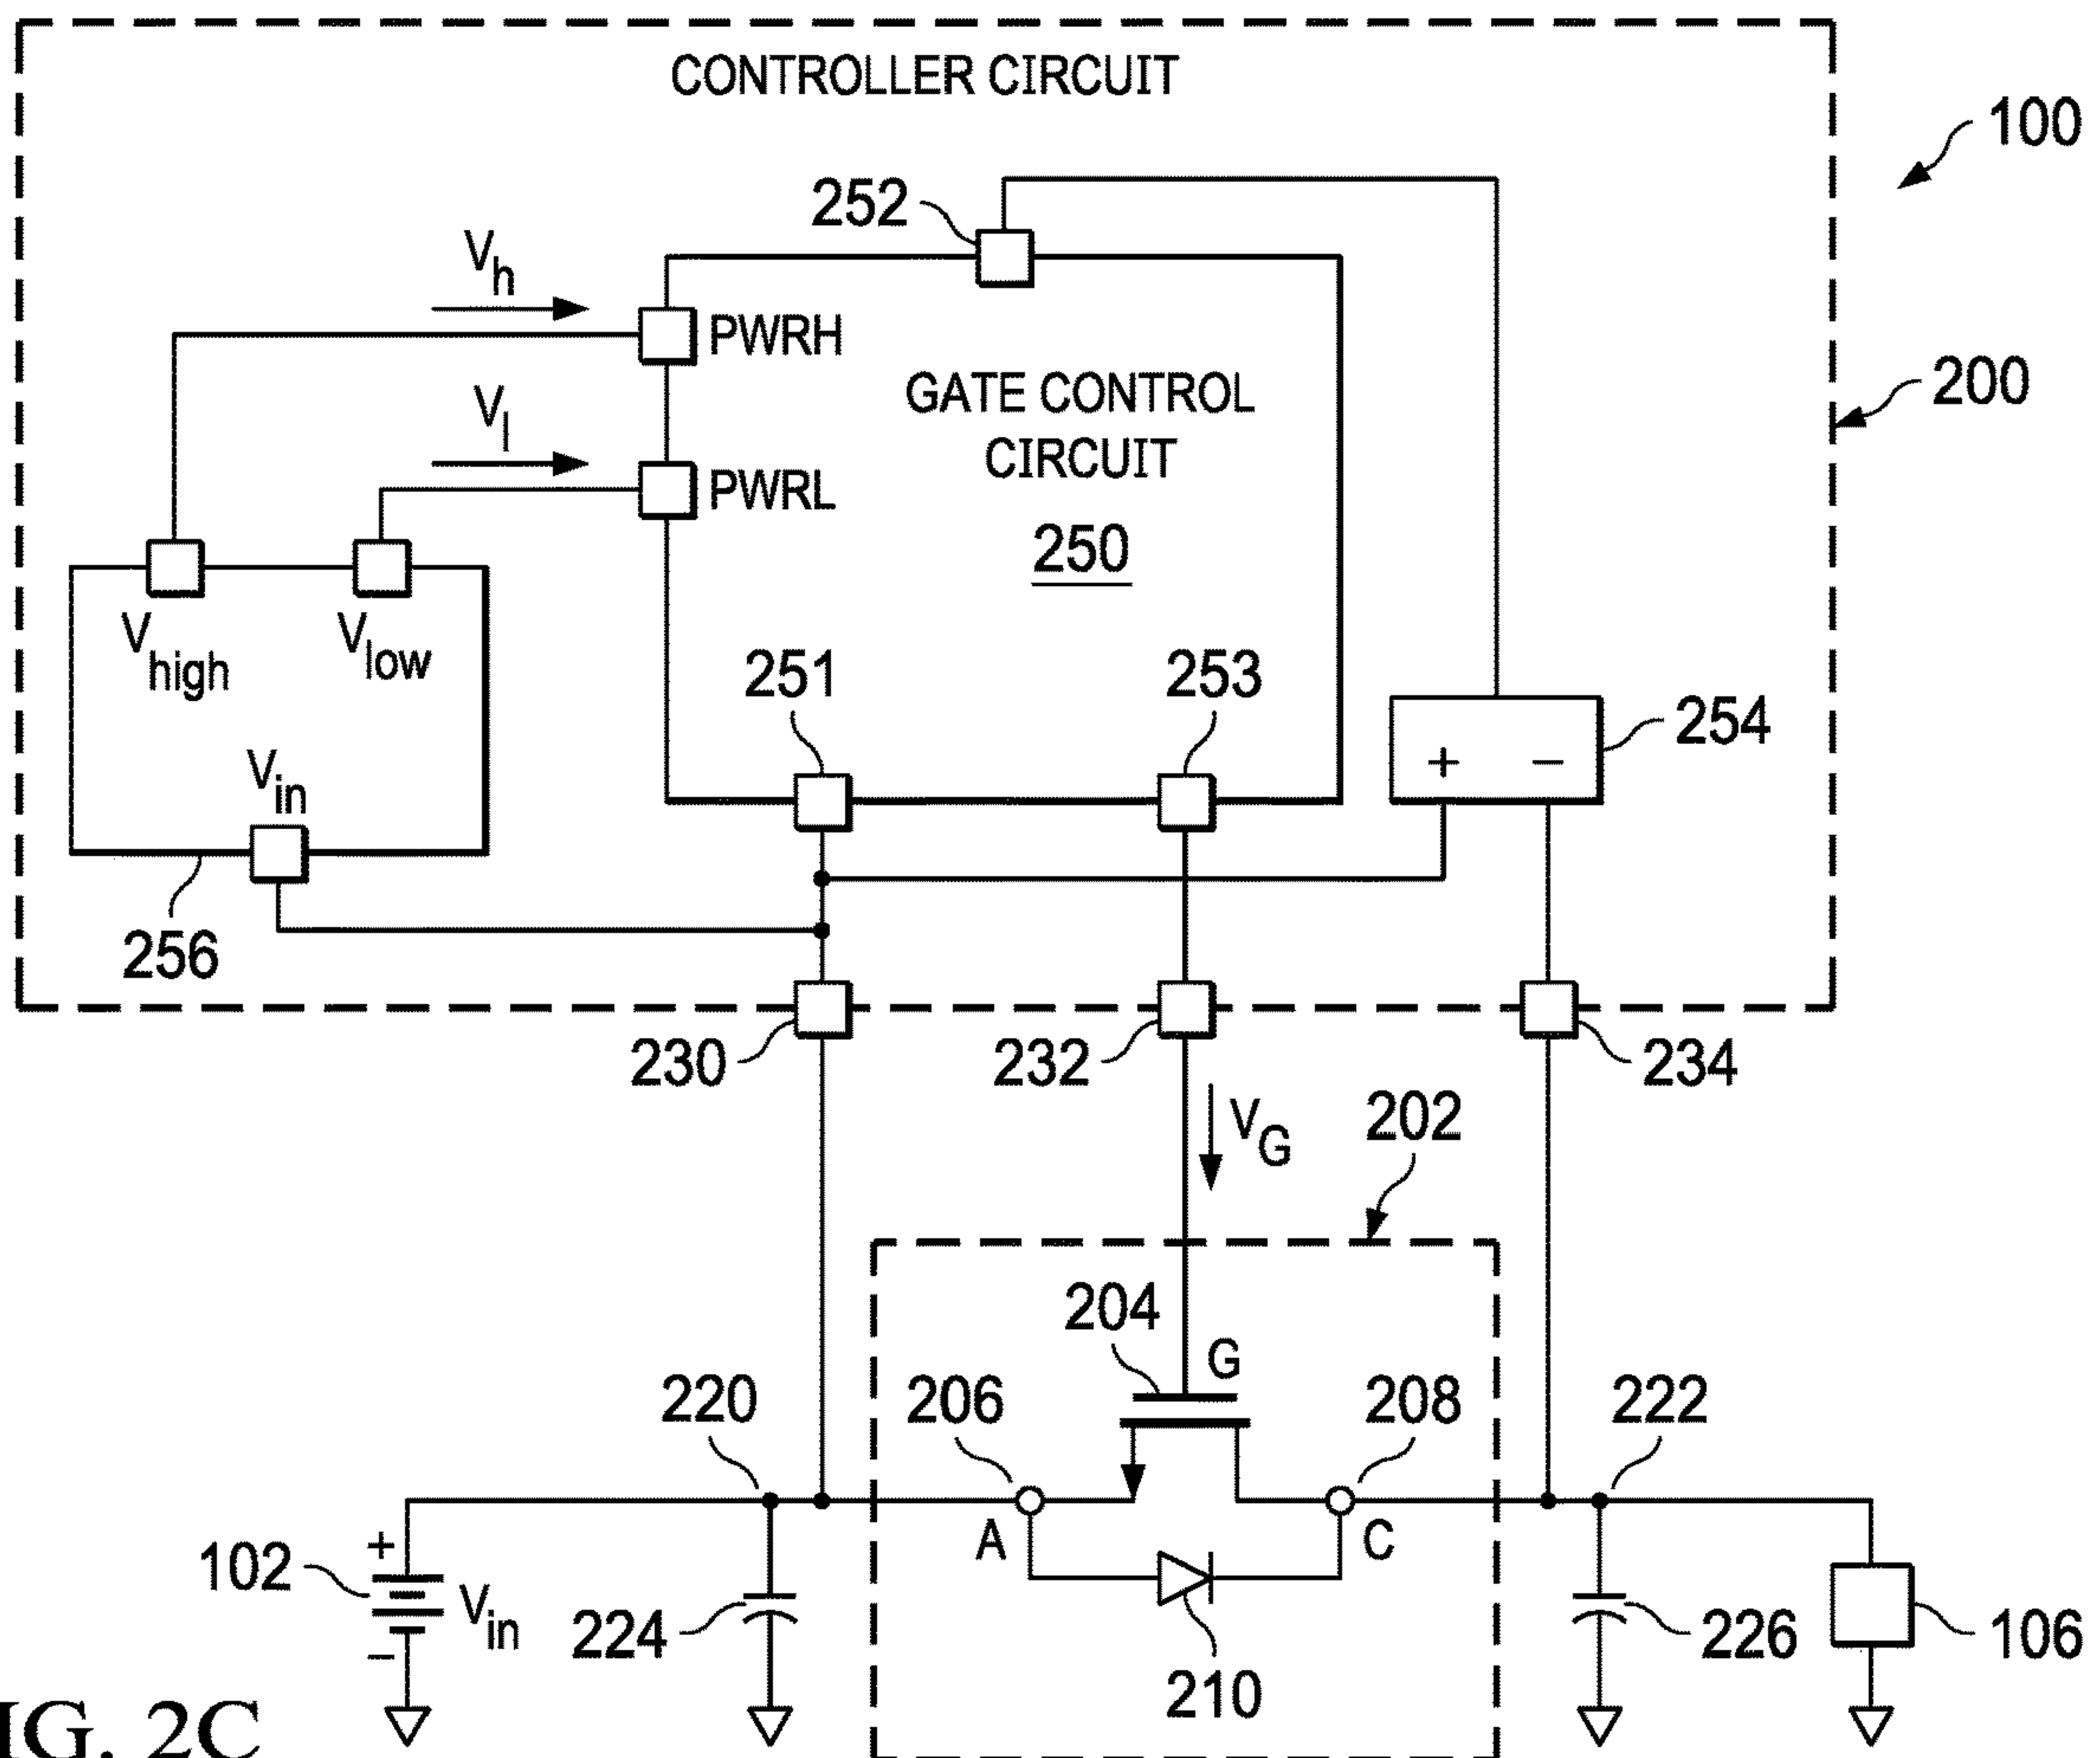 CONTROLLER CIRCUIT
100
252
Vh
PWRH
200
GATE CONTROL
CIRCUIT
Vl
PWRL
250
Vhigh
Vlow
251
253
254
+ −
Vin
256
230
232
234
VG
202
204
G
220
206
208
222
A
C
102
+
Vin
−
224
226
106
210
IG. 2C